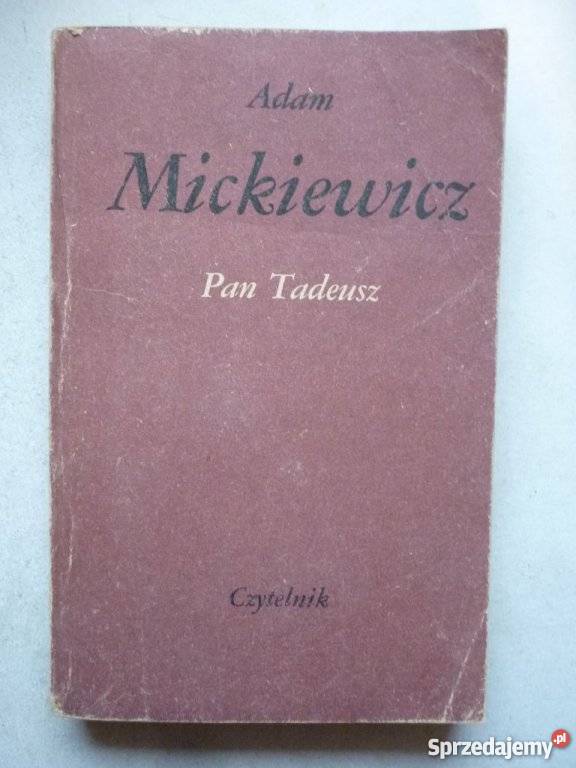 Adam
Mickiewicz
Pan Tadeusz
Czytelnik
Sprzedajemy.pl